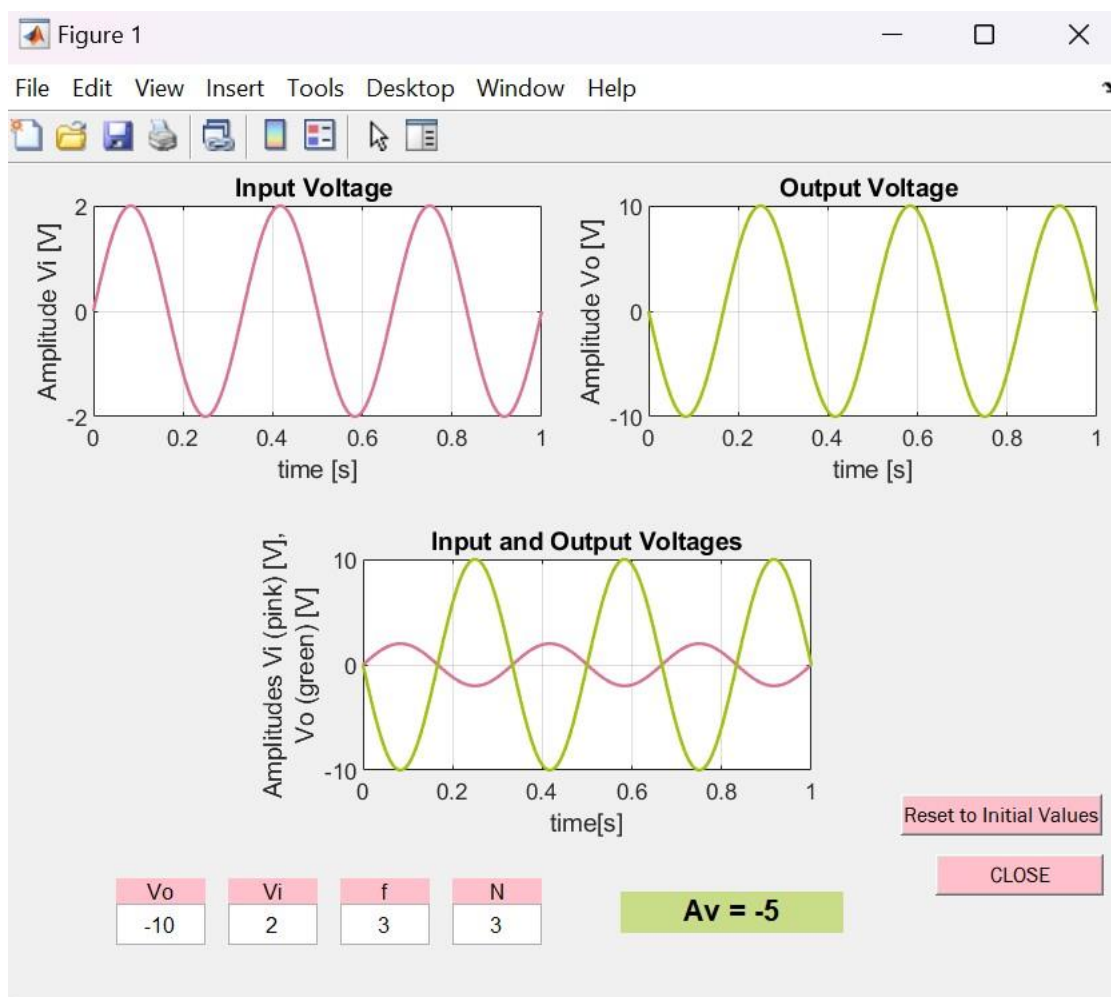 Figure 1
File Edit View Insert Tools Desktop Window Help
Input Voltage
Amplitude Vi [V]
2
0
-2
0 0.2 0.4 0.6 0.8 1
time [s]
Output Voltage
Amplitude Vo [V]
10
0
-10
0 0.2 0.4 0.6 0.8 1
time [s]
Input and Output Voltages
Amplitudes Vi (pink) [V],
Vo (green) [V]
10
0
-10
0 0.2 0.4 0.6 0.8 1
time[s]
Reset to Initial Values
CLOSE
Vo Vi f N
-10 2 3 3
Av = -5